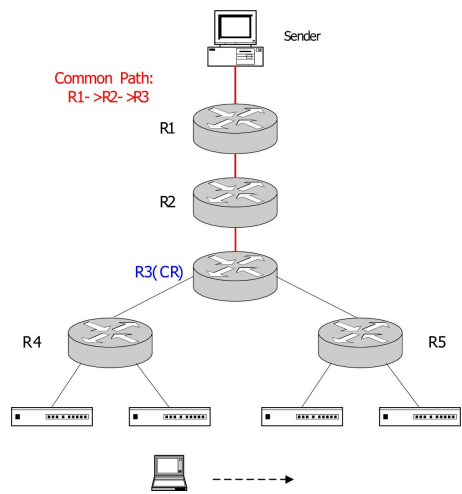 Sender
Common Path:
R1- >R2- >R3
R1
R2
R3( CR)
R4
R5